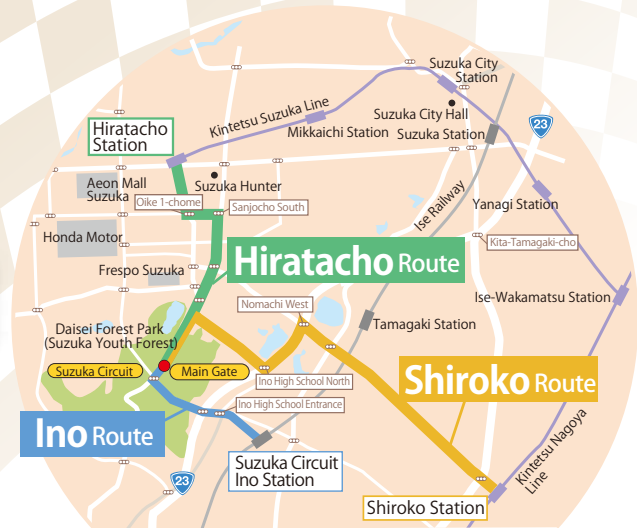 Suzuka City
Station
Kintetsu Suzuka Line
Suzuka City Hall
23
Hiratacho
Station
Mikkaichi Station
Suzuka Station
Aeon Mall
Suzuka
Suzuka Hunter
Oike 1-chome
Sanjocho South
Ise Railway
Yanagi Station
Honda Motor
Kita-Tamagaki-cho
Frespo Suzuka
Hiratacho Route
Nomachi West
Ise-Wakamatsu Station
Daisei Forest Park
(Suzuka Youth Forest)
Tamagaki Station
Suzuka Circuit
Main Gate
Ino High School North
Shiroko Route
Ino High School Entrance
Ino Route
Suzuka Circuit
Ino Station
Kintetsu Nagoya
Line
23
Shiroko Station